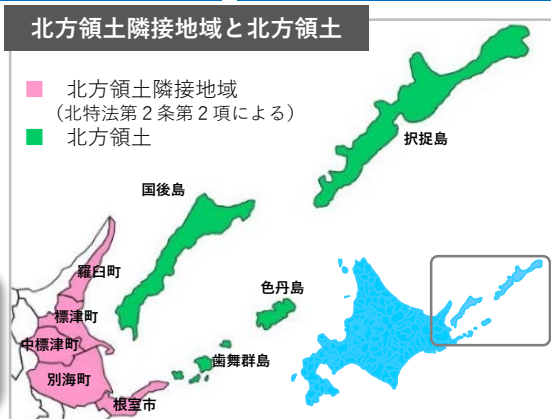 北方領土隣接地域と北方領土
北方領土隣接地域
（北特法第２条第２項による）
北方領土
択捉島
国後島
羅臼町
色丹島
標津町
中標津町
歯舞群島
別海町
根室市